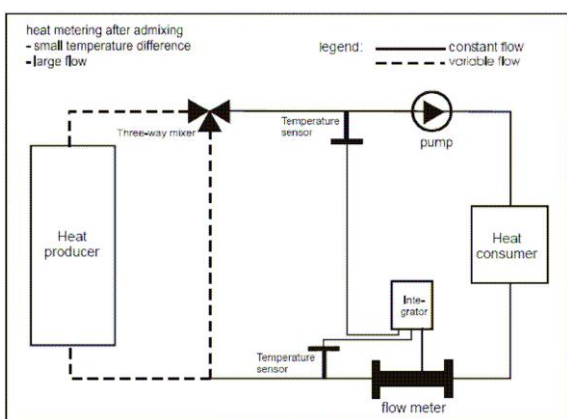 heat metering after admixing
- small temperature difference
- large flow
legend:
constant flow
variable flow
Three-way mixer
Temperature
sensor
pump
Heat
producer
Heat
consumer
Inte-
grator
Temperature
sensor
flow meter